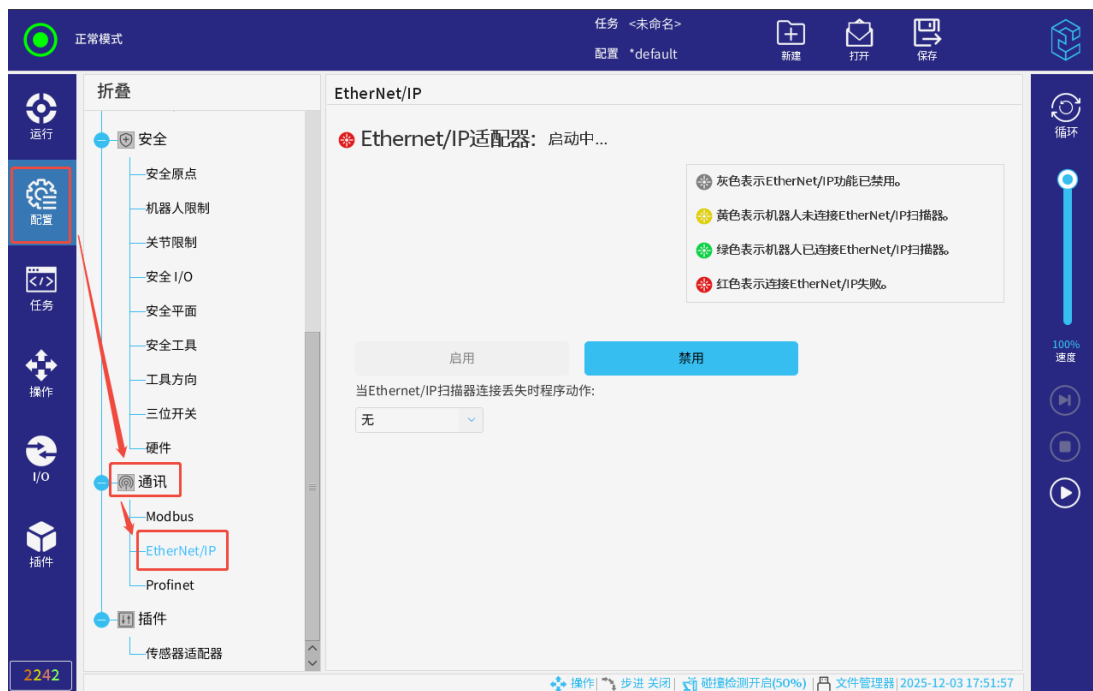 正常模式
任务 <未命名>
配置 *default
新建
打开
保存
运行
配置
任务
操作
I/O
插件
2242
折叠
安全
安全原点
机器人限制
关节限制
安全 I/O
安全平面
安全工具
工具方向
三位开关
硬件
通讯
Modbus
EtherNet/IP
Profinet
插件
传感器适配器
EtherNet/IP
Ethernet/IP适配器: 启动中...
灰色表示EtherNet/IP功能已禁用。
黄色表示机器人未连接EtherNet/IP扫描器。
绿色表示机器人已连接EtherNet/IP扫描器。
红色表示连接EtherNet/IP失败。
启用
禁用
当Ethernet/IP扫描器连接丢失时程序动作:
无
循环
100%
速度
操作| 步进 关闭| 碰撞检测开启(50%) | 文件管理器| 2025-12-03 17:51:57